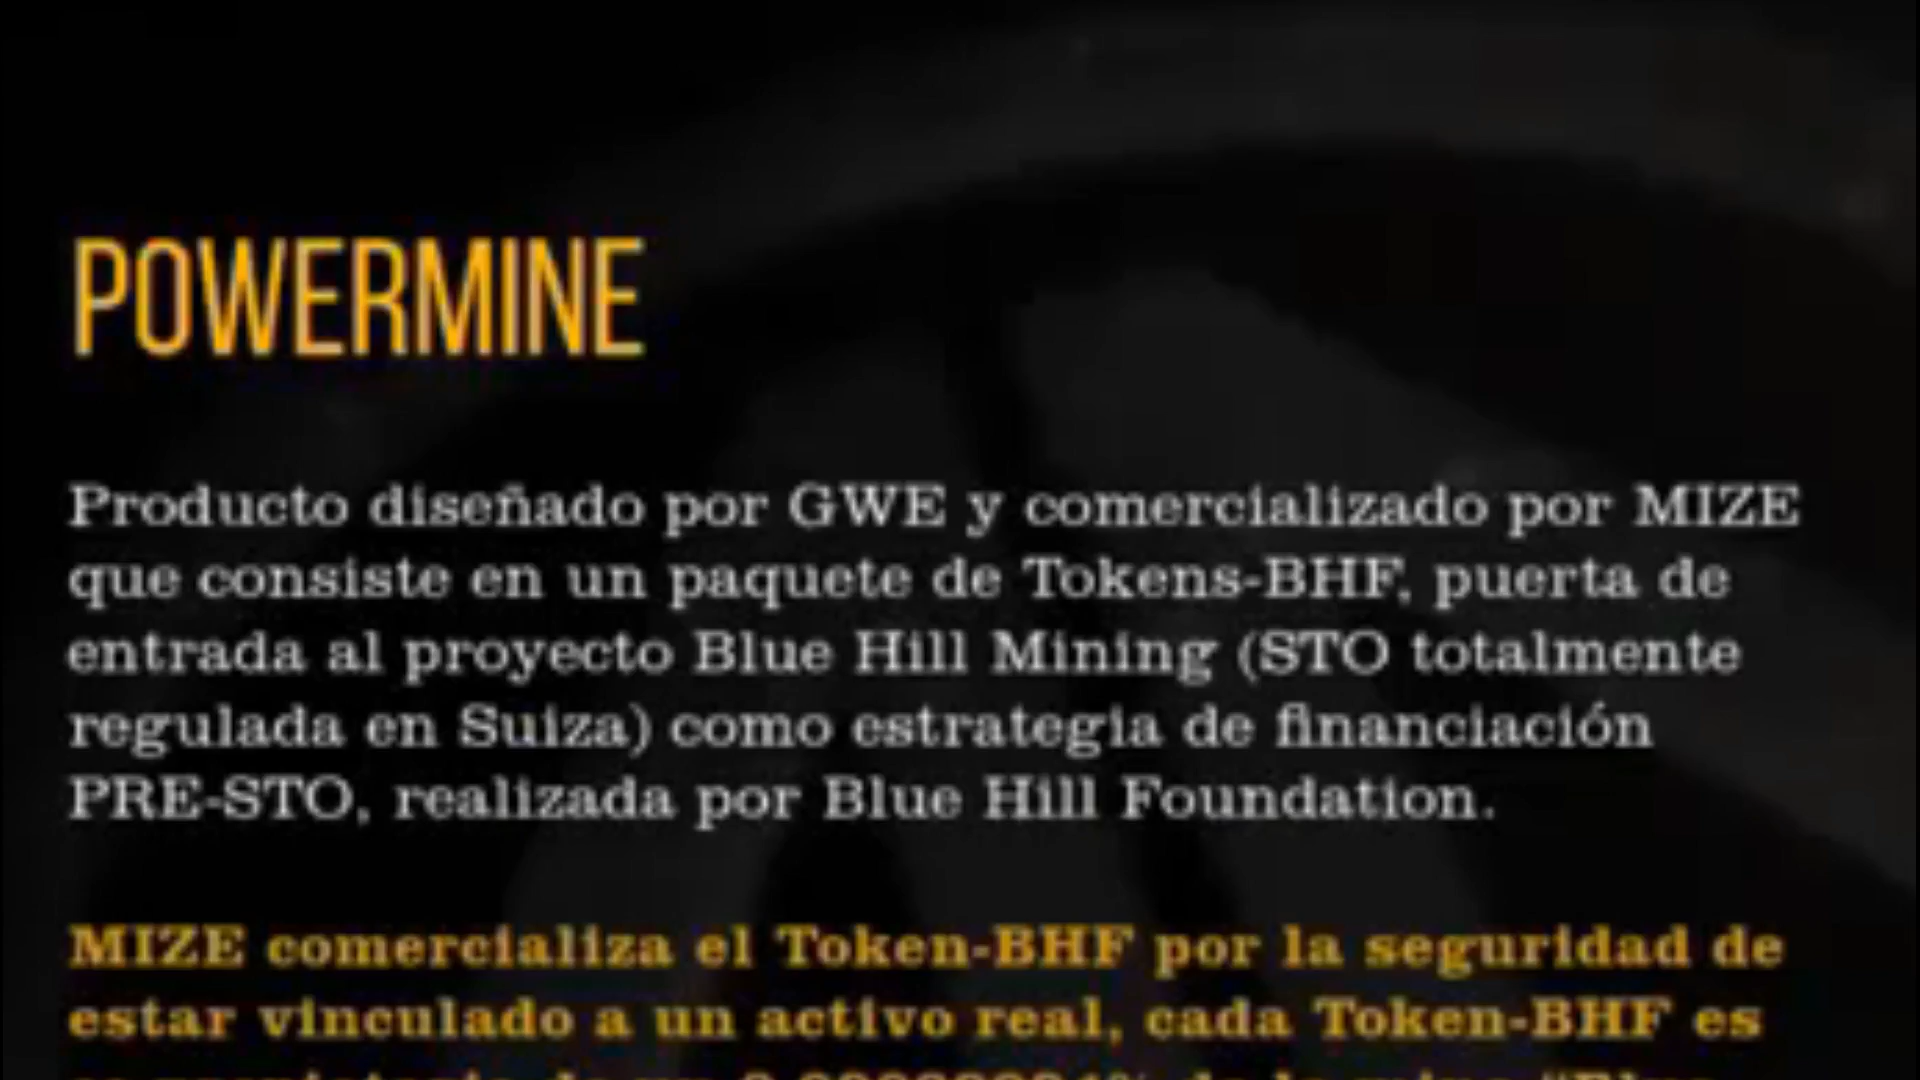 POWERMINE
Producto diseñado por GWE y comercializado por MIZE
que consiste en un paquete de Tokens-BHF, puerta de
entrada al proyecto Blue Hill Mining (STO totalmente
regulada en Suiza) como estrategia de financiación
PRE-STO, realizada por Blue Hill Foundation.
MIZE comercializa el Token-BHF por la seguridad de
estar vinculado a un activo real, cada Token-BHF es